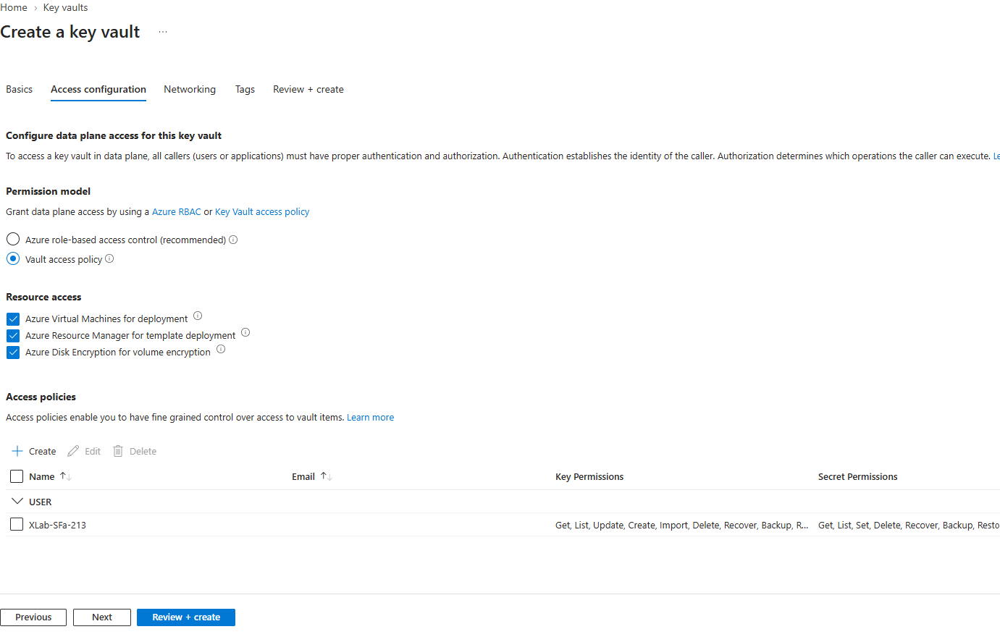 Home > Key vaults
Create a key vault ...
Basics Access configuration Networking Tags Review + create
Configure data plane access for this key vault
To access a key vault in data plane, all callers (users or applications) must have proper authentication and authorization. Authentication establishes the identity of the caller. Authorization determines which operations the caller can execute. Le
Permission model
Grant data plane access by using a Azure RBAC or Key Vault access policy
Azure role-based access control (recommended)
Vault access policy
Resource access
Azure Virtual Machines for deployment
Azure Resource Manager for template deployment
Azure Disk Encryption for volume encryption
Access policies
Access policies enable you to have fine grained control over access to vault items. Learn more
Create Edit Delete
Name Email Key Permissions Secret Permissions
USER
XLab-SFa-213 Get, List, Update, Create, Import, Delete, Recover, Backup, R... Get, List, Set, Delete, Recover, Backup, Resto
Previous Next Review + create